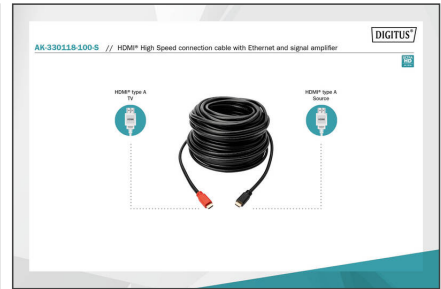 DIGITUS®
AK-330118-100-S // HDMI® High Speed connection cable with Ethernet and signal amplifier
HD
HDMI® type A
TV
HDMI® type A
Source